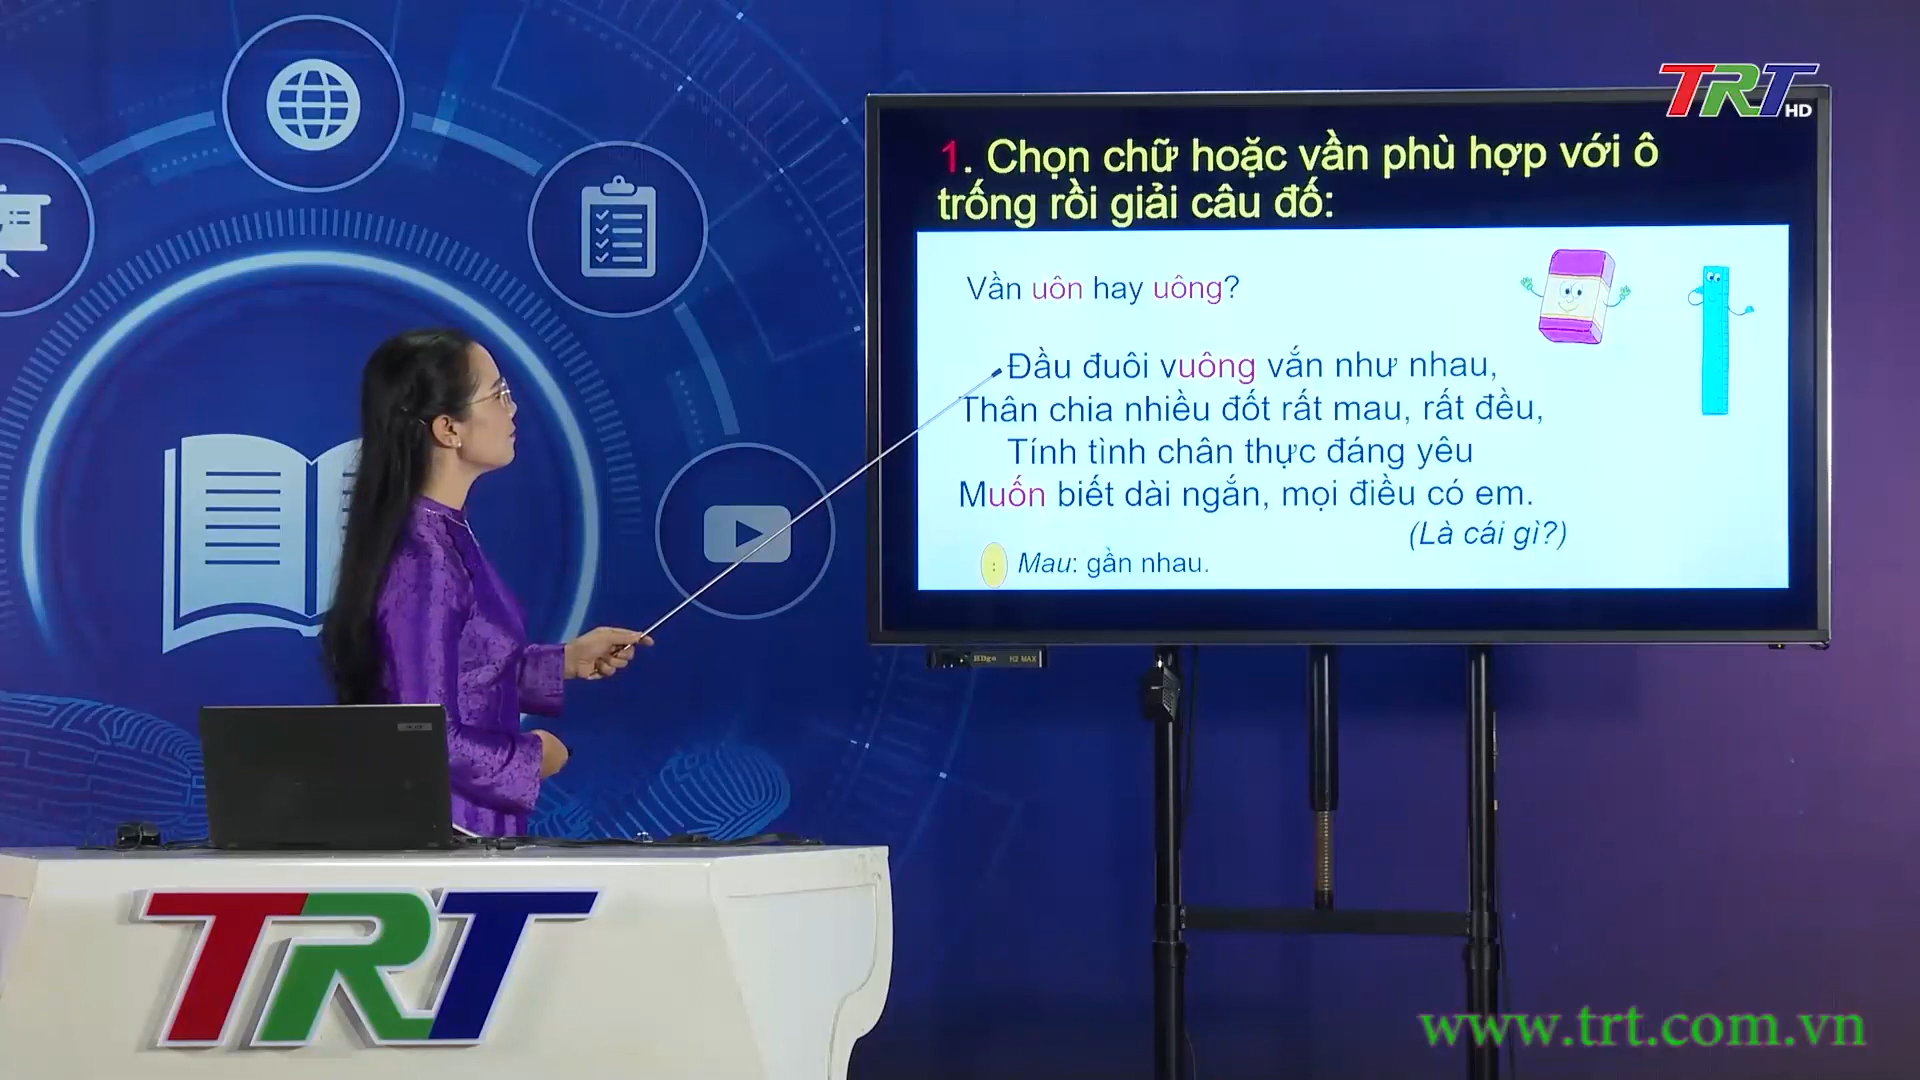 TRT HD
1. Chọn chữ hoặc vần phù hợp với ô
trống rồi giải câu đố:
Vần uôn hay uông?
Đầu đuôi vuông vắn như nhau,
Thân chia nhiều đốt rất mau, rất đều,
Tính tình chân thực đáng yêu
Muốn biết dài ngắn, mọi điều có em.
(Là cái gì?)
: Mau: gần nhau.
HDgo H2 MAX
TRT
www.trt.com.vn